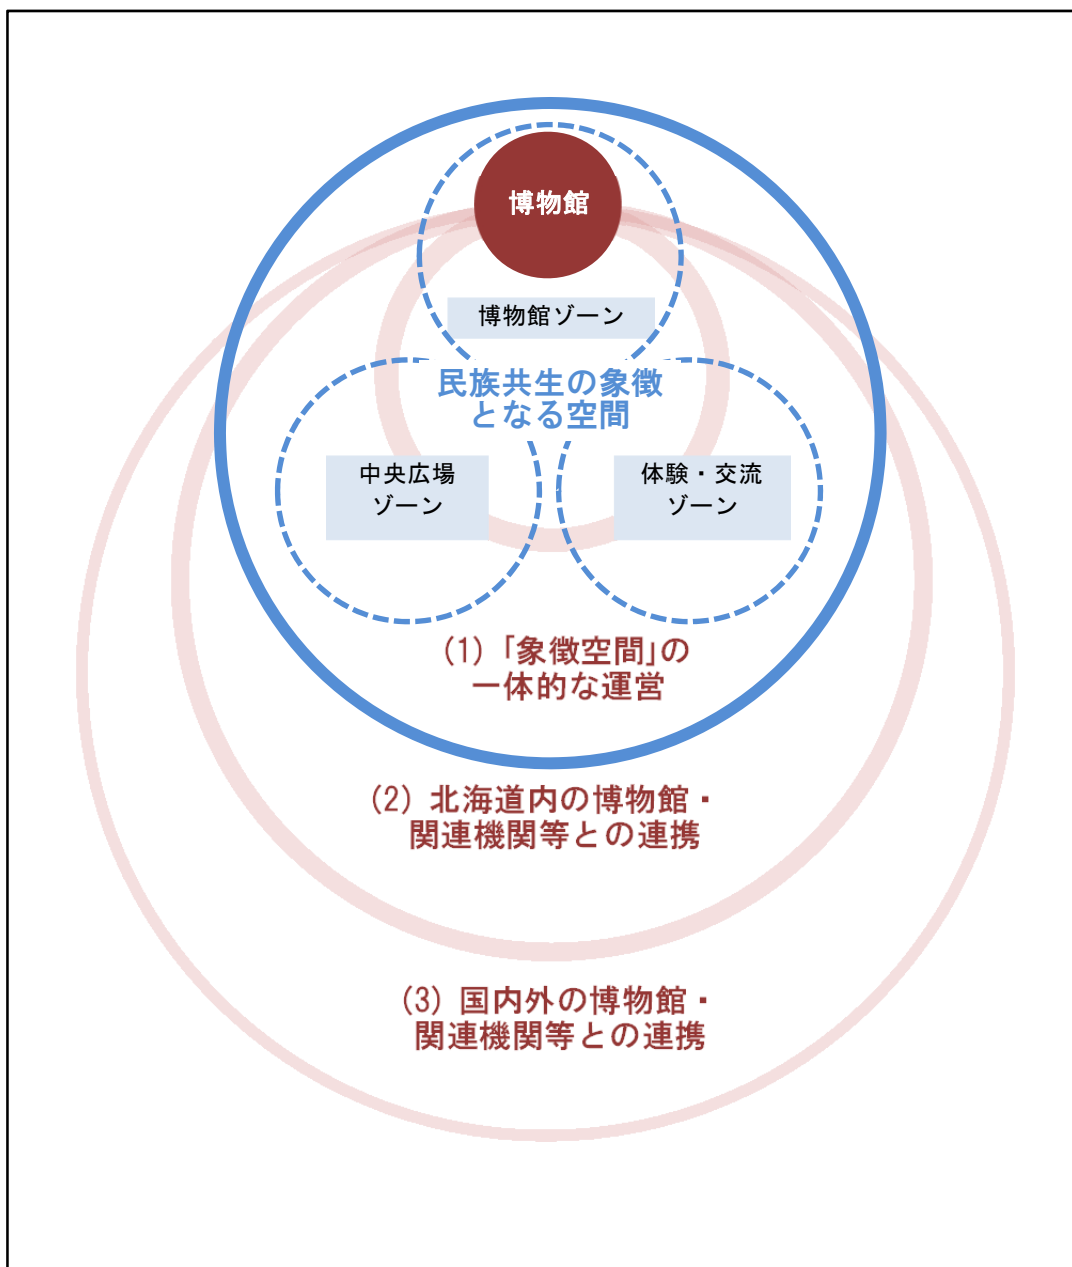 博物館
博物館ゾーン
民族共生の象徴
となる空間
中央広場
ゾーン
体験・交流
ゾーン
(1)「象徴空間」の
一体的な運営
(2) 北海道内の博物館・
関連機関等との連携
(3) 国内外の博物館・
関連機関等との連携